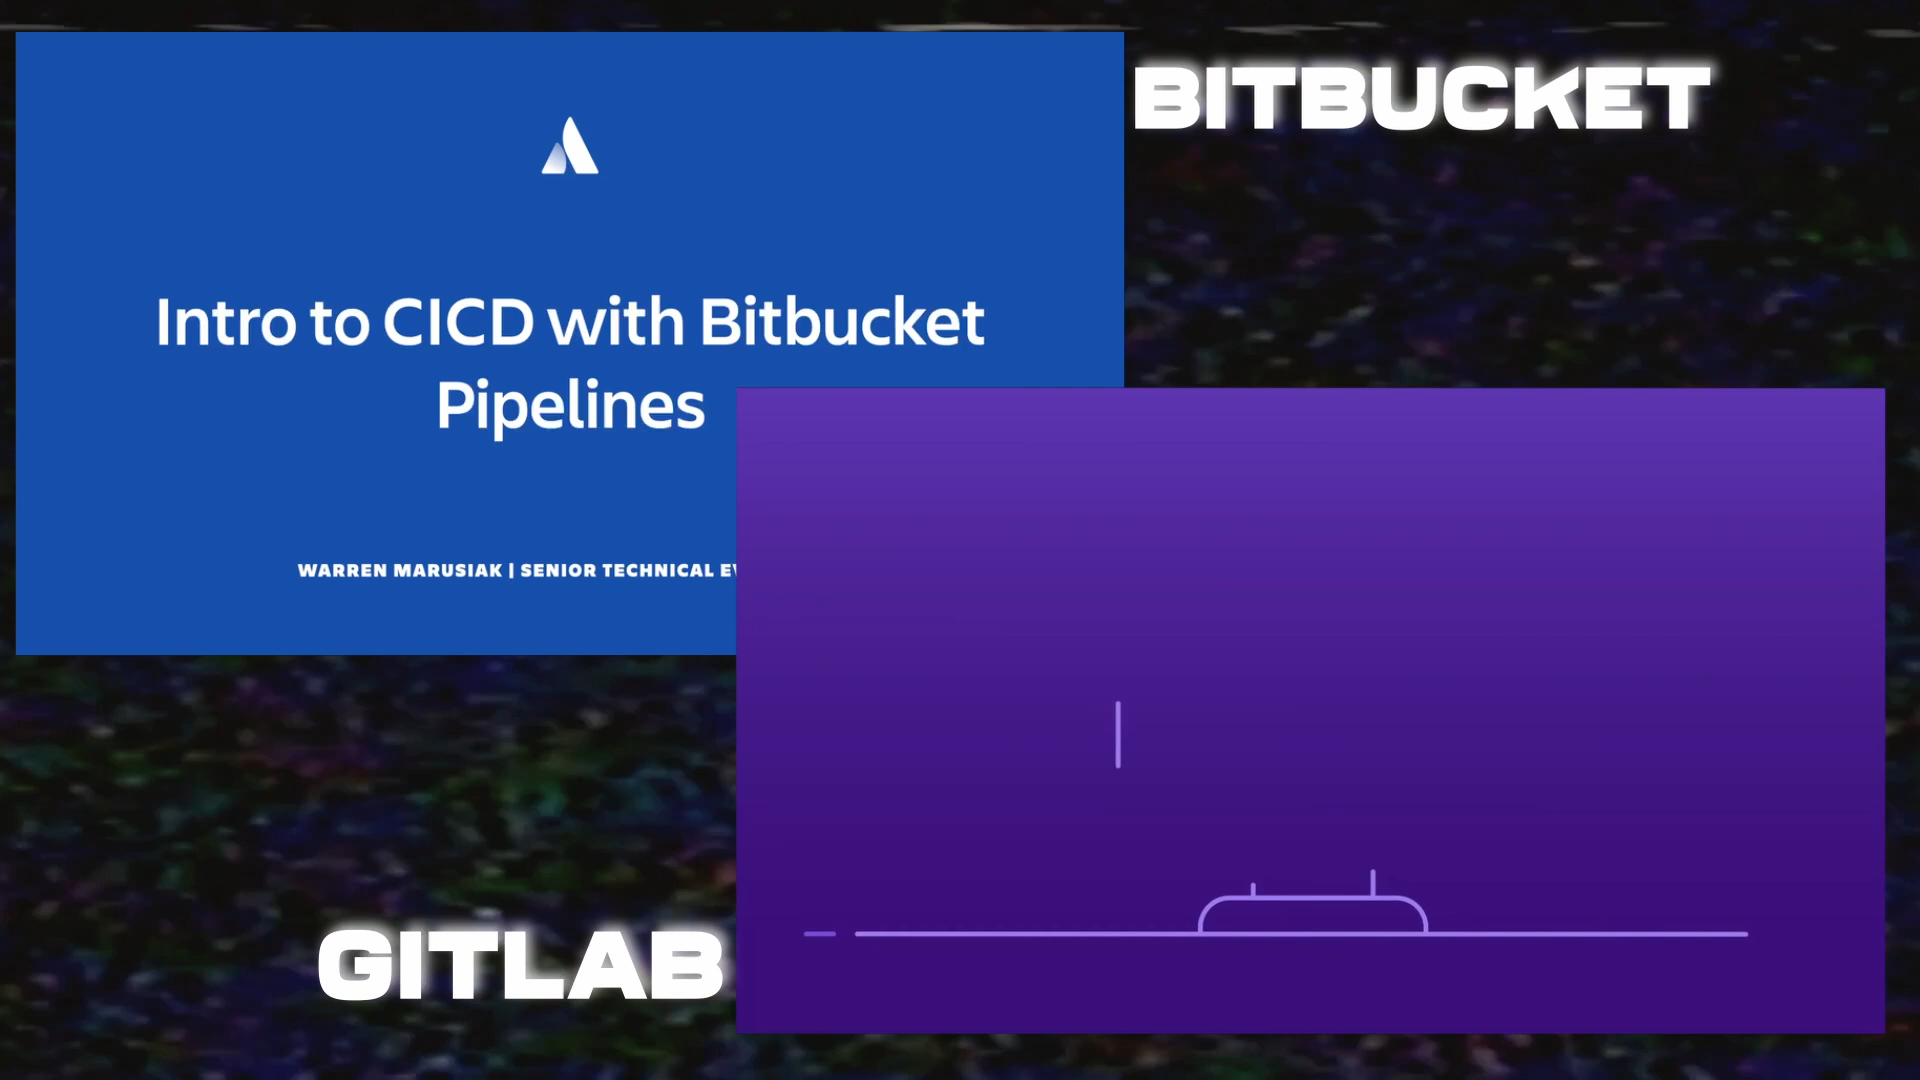 BITBUCKET
Intro to CICD with Bitbucket
Pipelines
WARREN MARUSIAK | SENIOR TECHNICAL
GITLAB